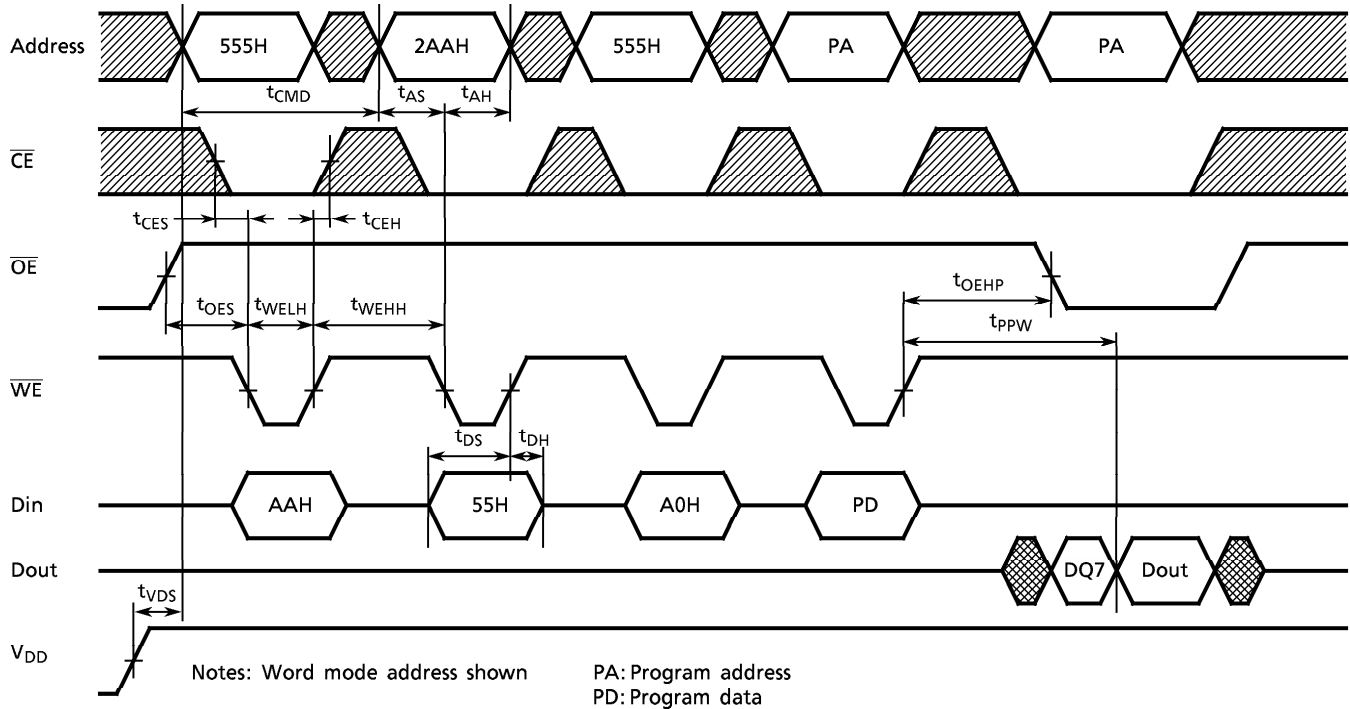 Address 555H 2AAH 555H PA PA
tCMD tAS tAH
CE
tCES tCEH
OE
tOES tWELH tWEHH tOEHP
tPPW
WE
tDS tDH
Din AAH 55H A0H PD
Dout DQ7 Dout
tVDS
VDD
Notes: Word mode address shown PA: Program address
PD: Program data